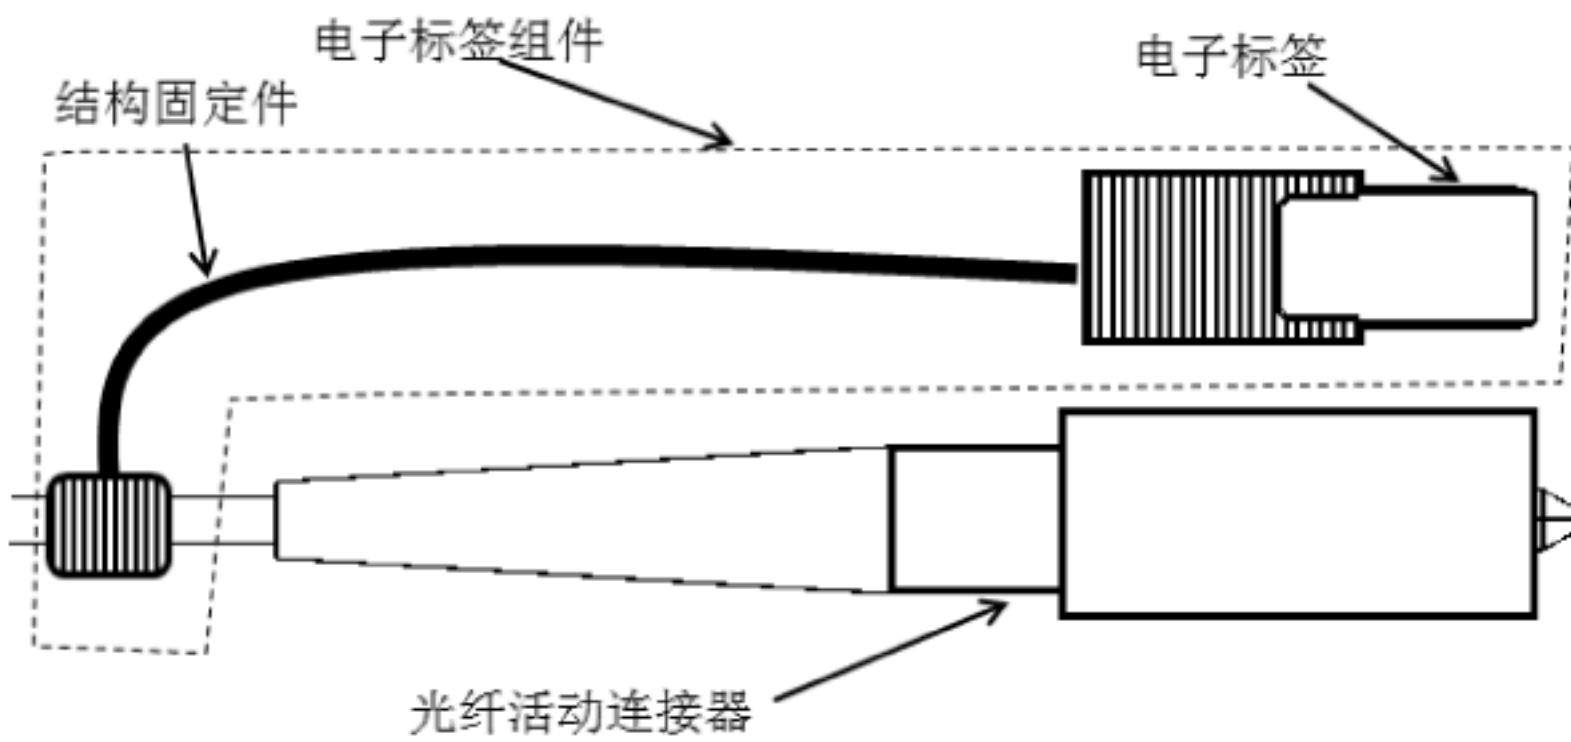 电子标签组件
电子标签
结构固定件
光纤活动连接器